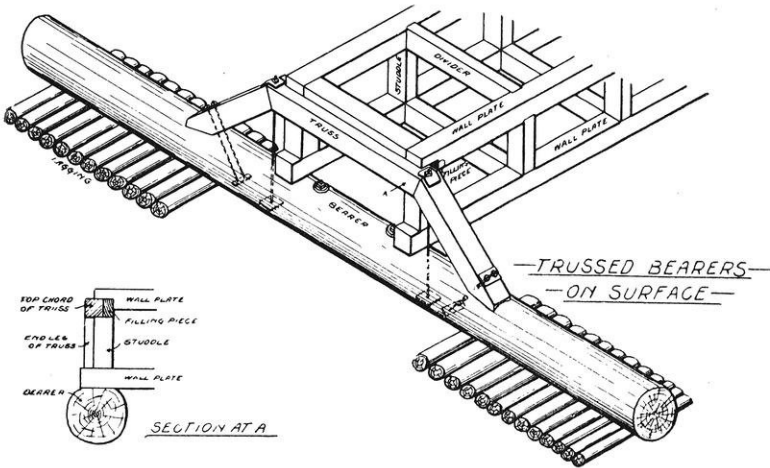 STUDDLE
DIVIDER
WALL PLATE
TRUSS
WALL PLATE
FILLING
PIECE
A
LAGGING
BEARER
—TRUSSED BEARERS—
—ON SURFACE—
TOP CHORD
OF TRUSS
WALL PLATE
FILLING PIECE
END LEG
OF TRUSS
STUDDLE
WALL PLATE
BEARER
SECTION AT A